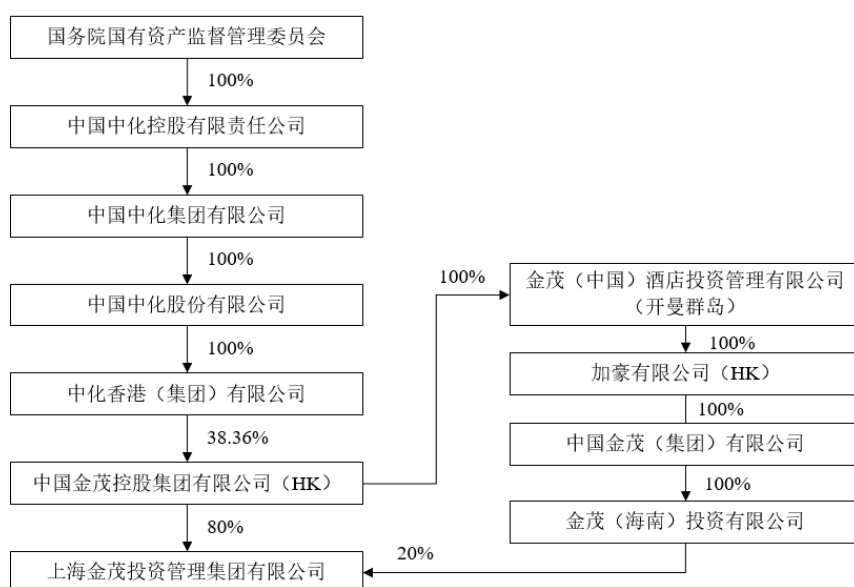 国务院国有资产监督管理委员会
100%
中国中化控股有限责任公司
100%
中国中化集团有限公司
100%
中国中化股份有限公司
100%
中化香港（集团）有限公司
38.36%
中国金茂控股集团有限公司（HK）
80%
上海金茂投资管理集团有限公司
100%
金茂（中国）酒店投资管理有限公司
（开曼群岛）
100%
加豪有限公司（HK）
100%
中国金茂（集团）有限公司
100%
金茂（海南）投资有限公司
20%